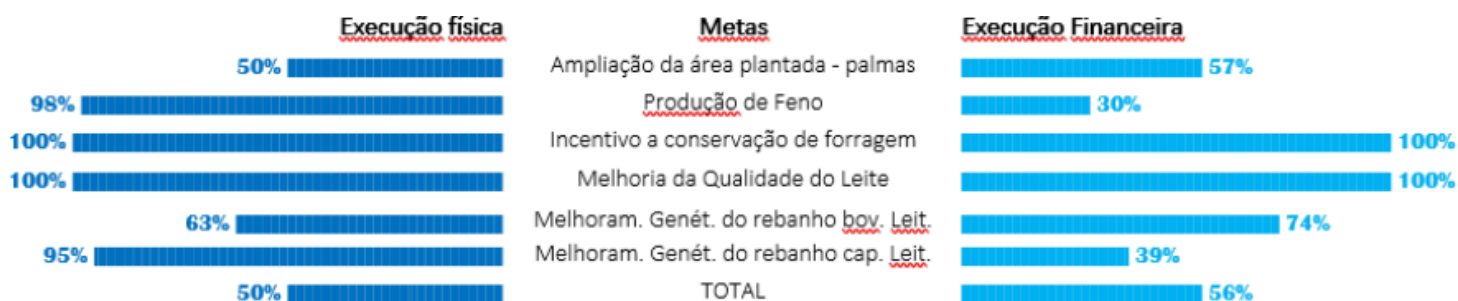 Execução física Metas Execução Financeira
50% Ampliação da área plantada - palmas 57%
98% Produção de Feno 30%
100% Incentivo a conservação de forragem 100%
100% Melhoria da Qualidade do Leite 100%
63% Melhoram. Genét. do rebanho bov. Leit. 74%
95% Melhoram. Genét. do rebanho cap. Leit. 39%
50% TOTAL 56%